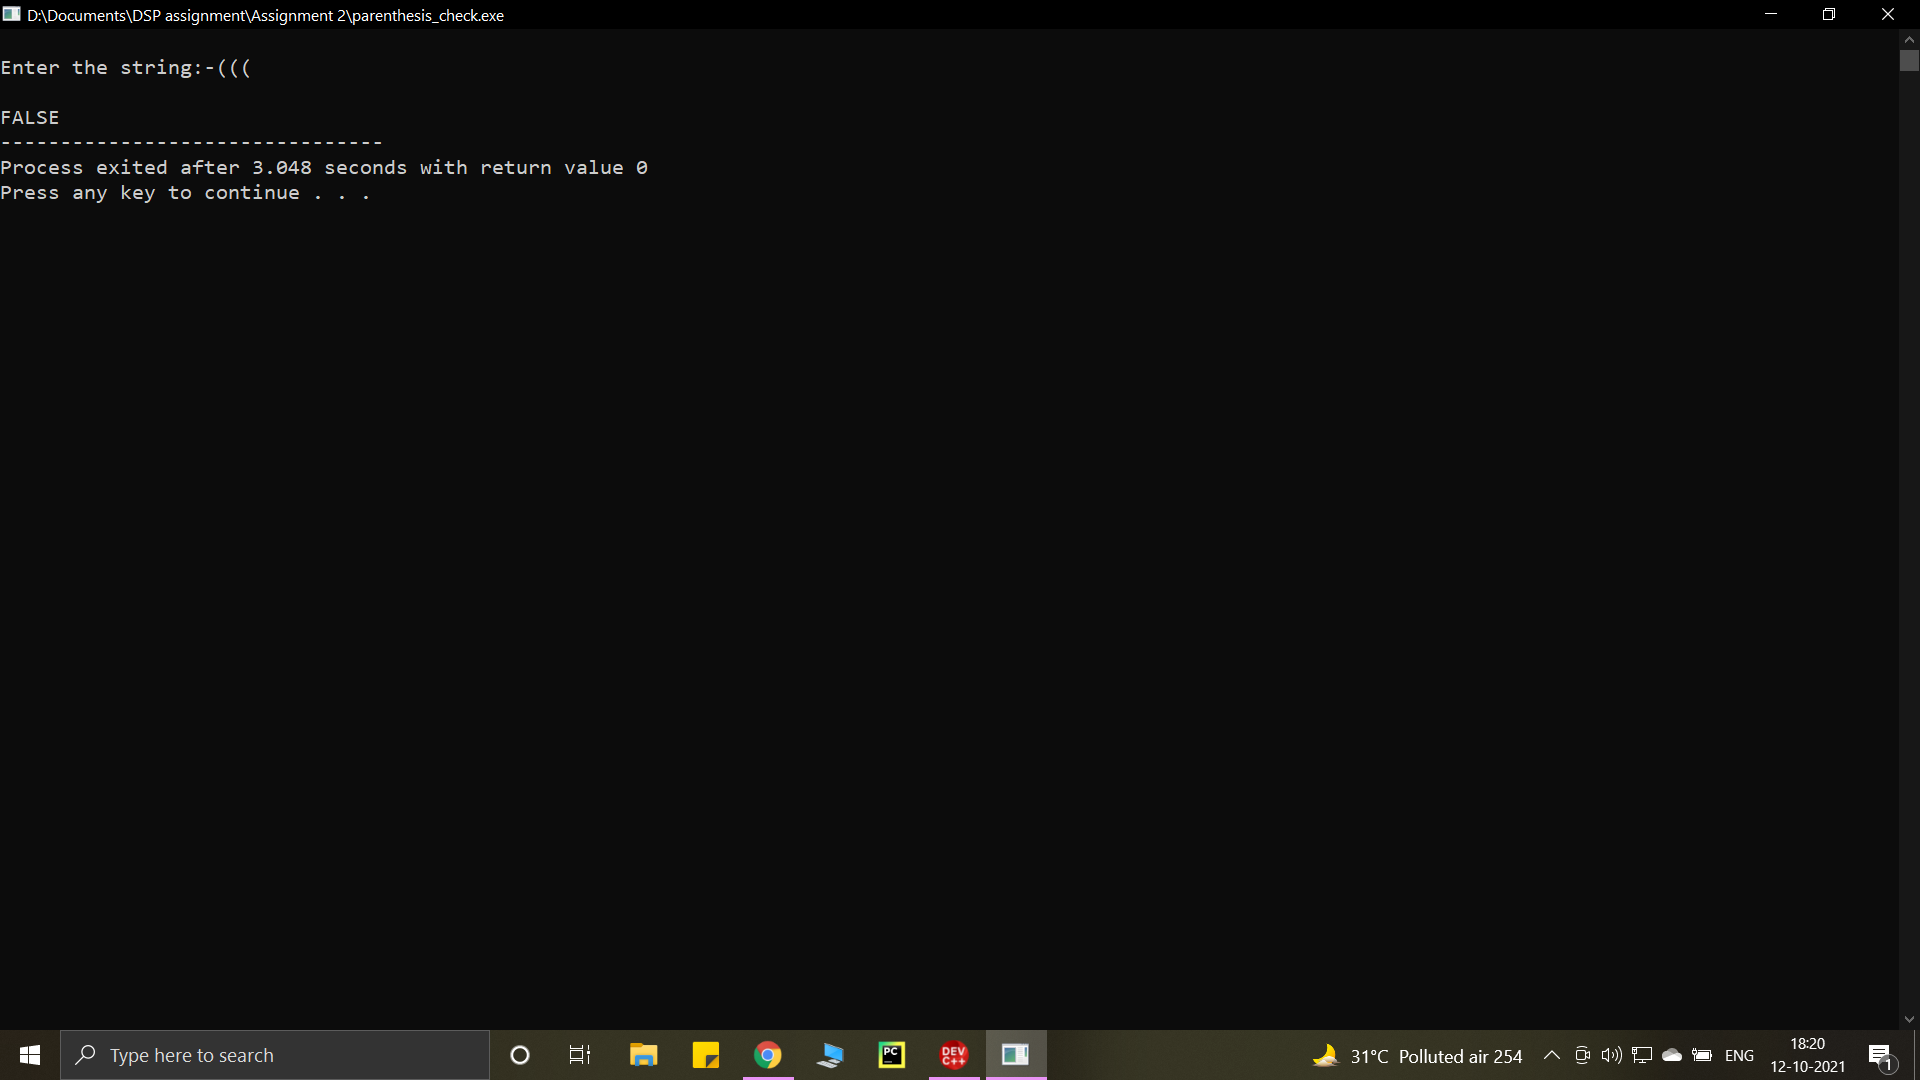 D:\Documents\DSP assignment\Assignment 2\parenthesis_check.exe
Enter the string:-(((
FALSE
--------------------------------
Process exited after 3.048 seconds with return value 0
Press any key to continue . . .
Type here to search
PC
DEV
C++
31°C Polluted air 254
ENG
18:20
12-10-2021
1